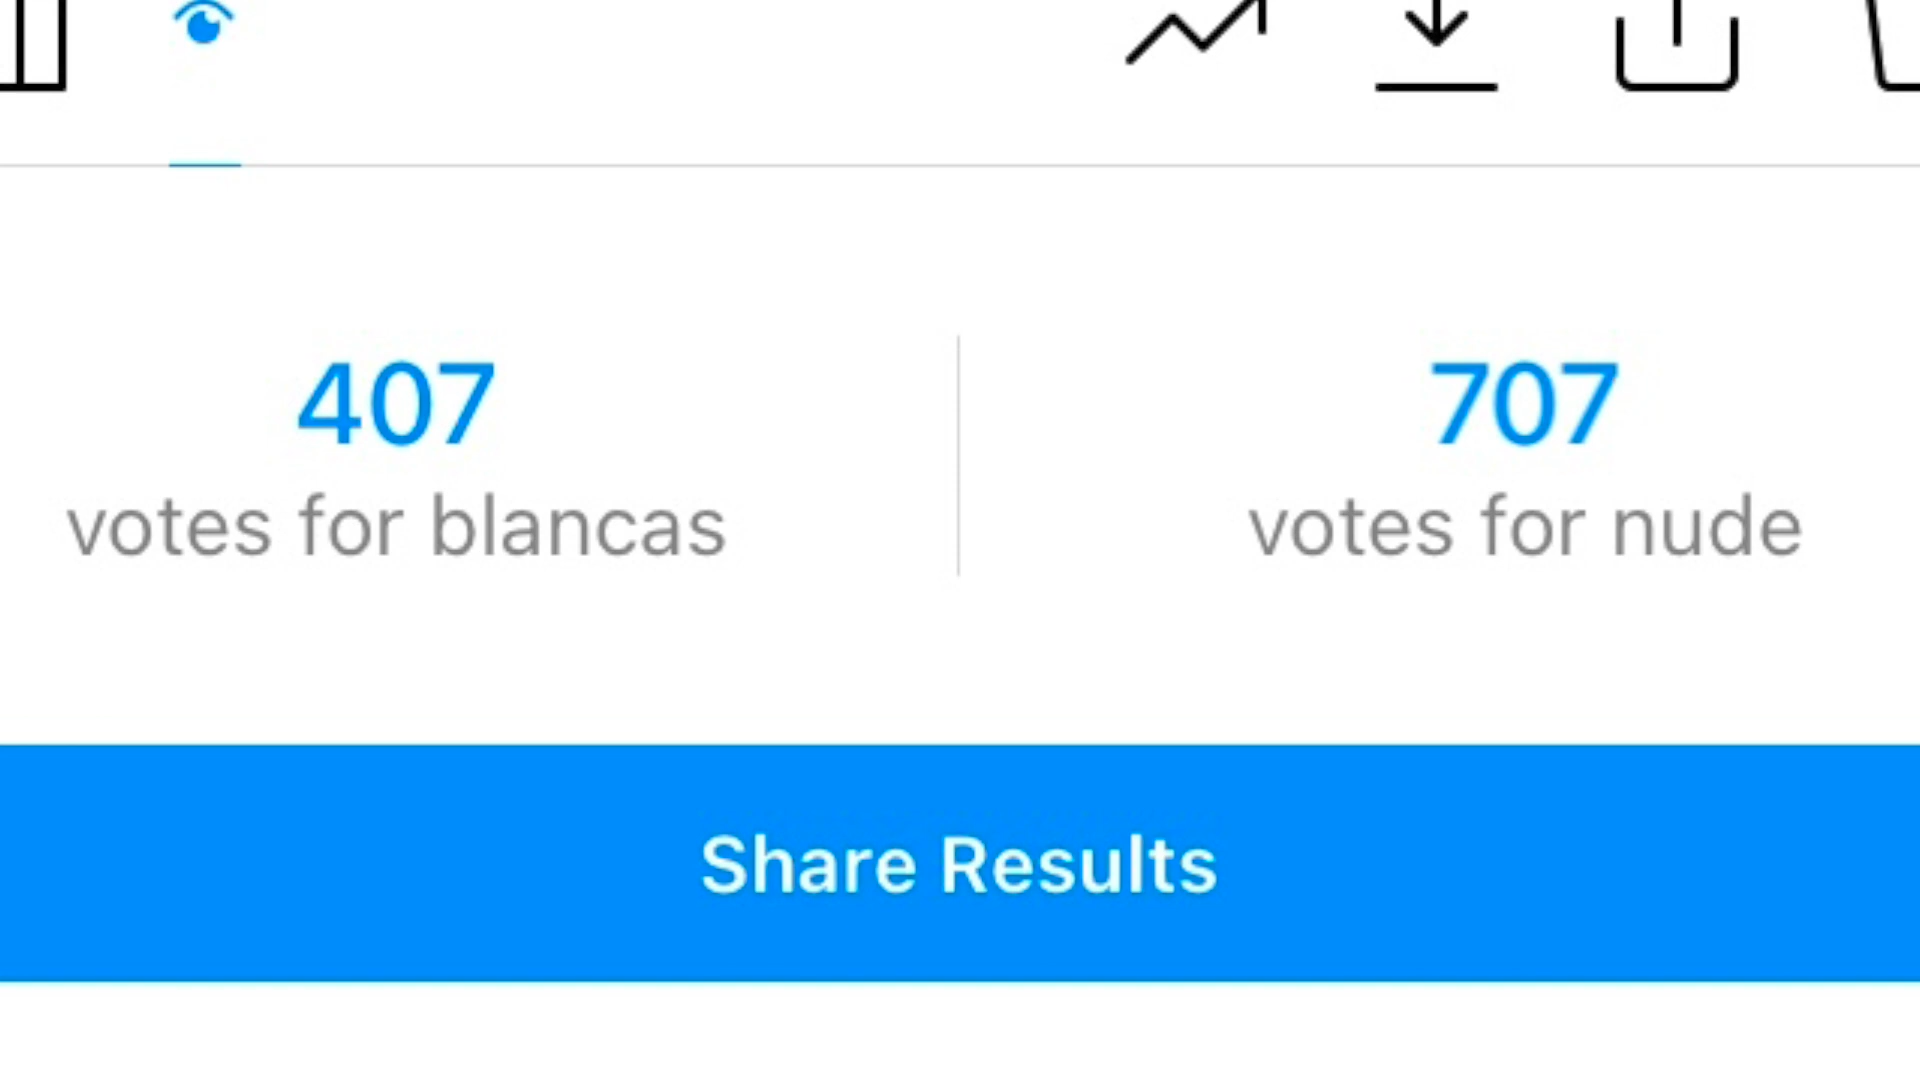 407
votes for blancas
707
votes for nude
Share Results